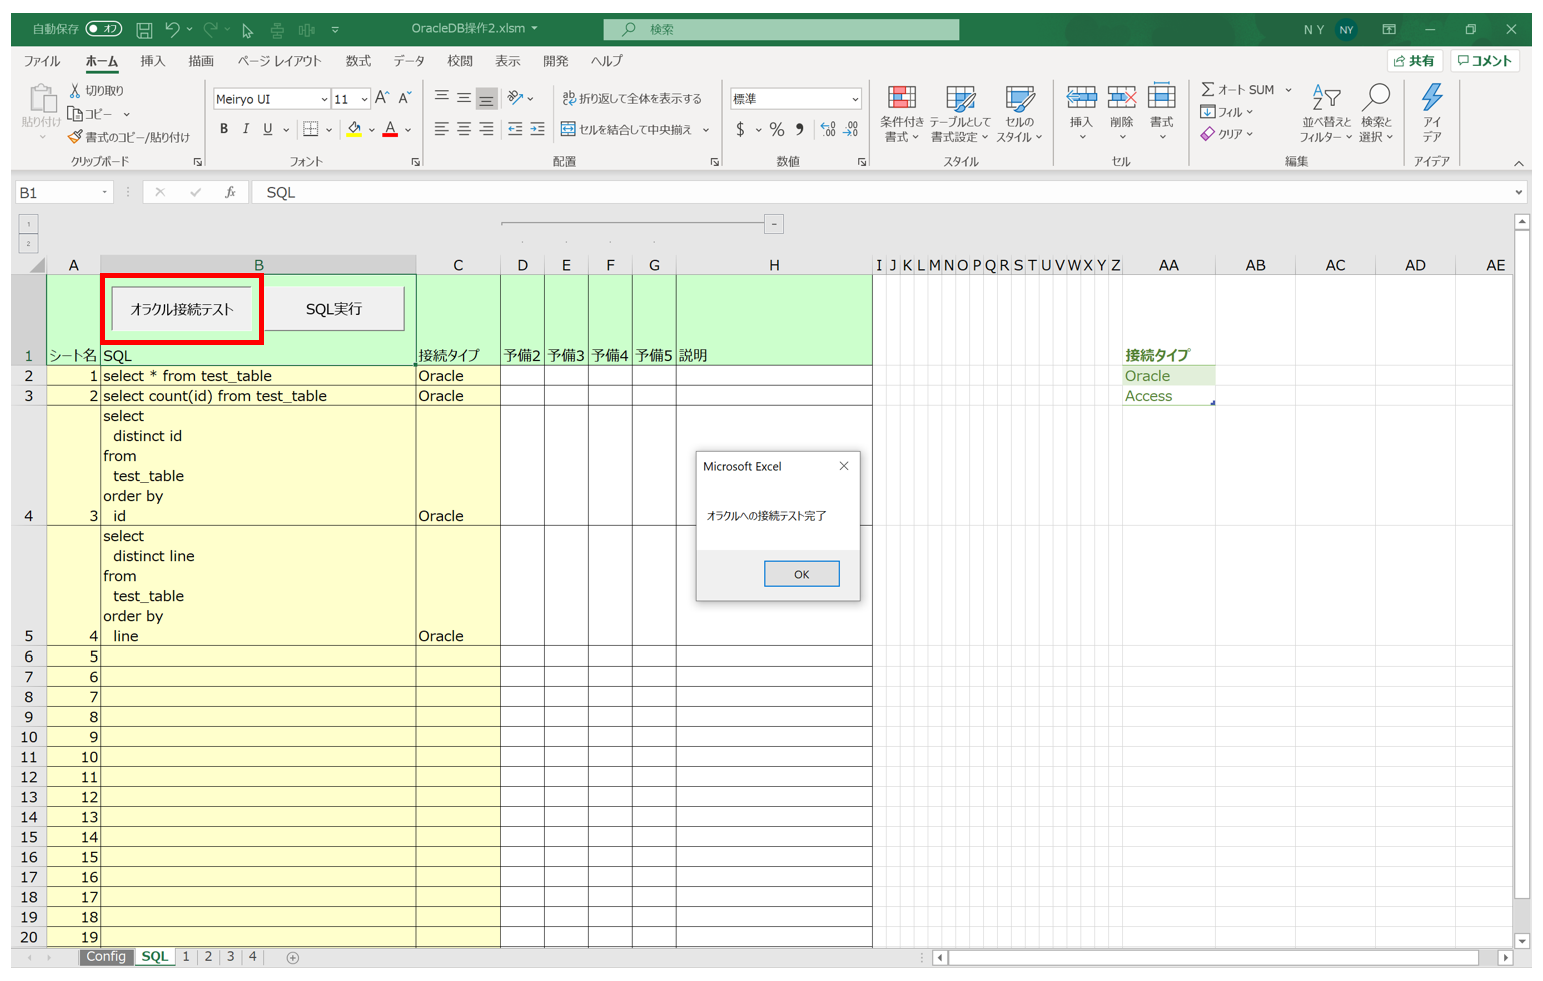 自動保存 オフ OracleDB操作2.xlsm 検索 N Y NY
ファイル ホーム 挿入 描画 ページ レイアウト 数式 データ 校閲 表示 開発 ヘルプ 共有 コメント
貼り付け 切り取り コピー 書式のコピー/貼り付け クリップボード
Meiryo UI 11 A A B I U A フォント
ab 折り返して全体を表示する セルを結合して中央揃え 配置
標準 $ % 9 数値
条件付き書式 テーブルとして書式設定 セルのスタイル スタイル
挿入 削除 書式 セル
Σ オート SUM フィル クリア 並べ替えとフィルター 検索と選択 編集
アイデア アイデア
B1 fx SQL
1
2
A B C D E F G H I J K L M N O P Q R S T U V W X Y Z AA AB AC AD AE
オラクル接続テスト SQL実行
1 シート名 SQL 接続タイプ 予備2 予備3 予備4 予備5 説明 接続タイプ
2 1 select * from test_table Oracle Oracle
3 2 select count(id) from test_table Oracle Access
select
distinct id
from
test_table
order by
4 3 id Oracle
select
distinct line
from
test_table
order by
5 4 line Oracle
Microsoft Excel
オラクルへの接続テスト完了
OK
6 5
7 6
8 7
9 8
10 9
11 10
12 11
13 12
14 13
15 14
16 15
17 16
18 17
19 18
20 19
Config SQL 1 2 3 4